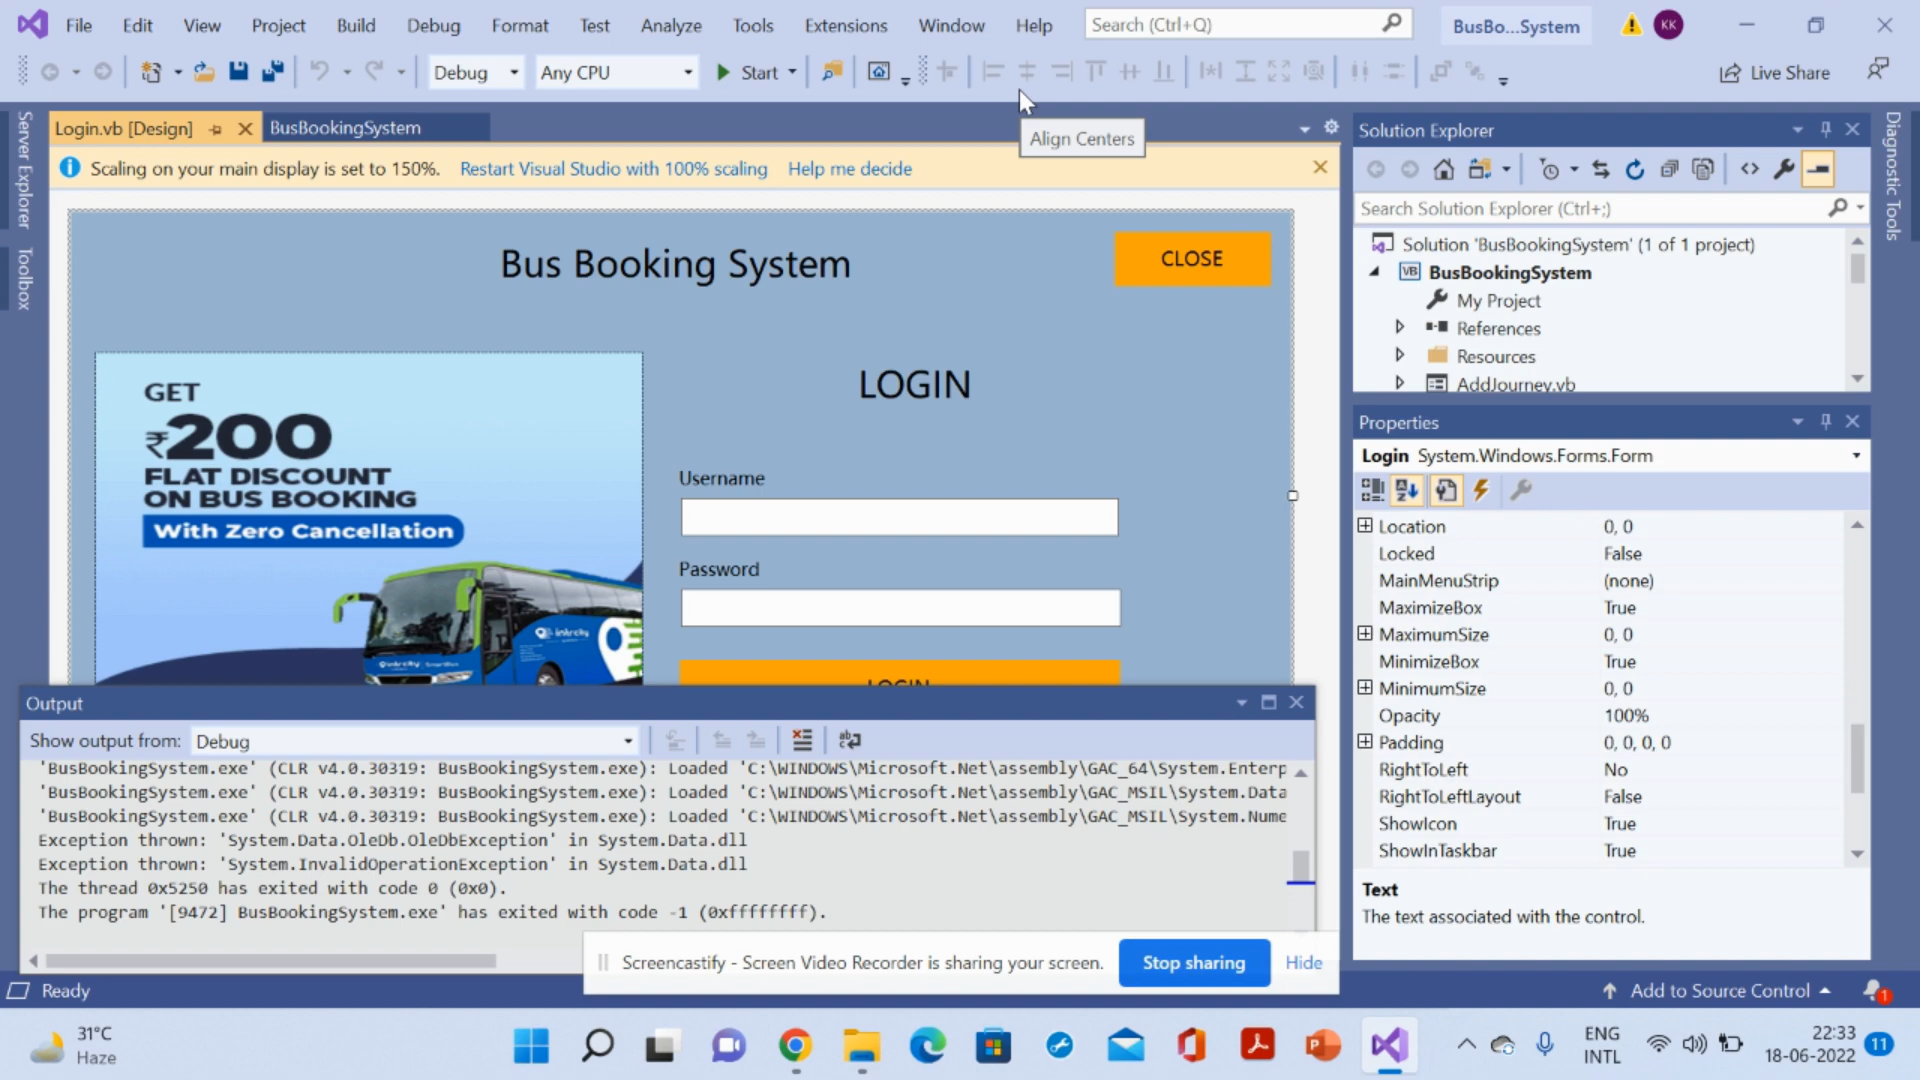 File Edit View Project Build Debug Format Test Analyze Tools Extensions Window Help Search (Ctrl+Q) BusBo...System KK
Debug Any CPU Start Live Share
Server Explorer
Toolbox
Login.vb [Design] BusBookingSystem
Align Centers
Scaling on your main display is set to 150%. Restart Visual Studio with 100% scaling Help me decide
Bus Booking System
CLOSE
GET
₹200
FLAT DISCOUNT
ON BUS BOOKING
With Zero Cancellation
LOGIN
Username
Password
LOGIN
Output
Show output from: Debug
'BusBookingSystem.exe' (CLR v4.0.30319: BusBookingSystem.exe): Loaded 'C:\WINDOWS\Microsoft.Net\assembly\GAC_64\System.Enterp
'BusBookingSystem.exe' (CLR v4.0.30319: BusBookingSystem.exe): Loaded 'C:\WINDOWS\Microsoft.Net\assembly\GAC_MSIL\System.Data
'BusBookingSystem.exe' (CLR v4.0.30319: BusBookingSystem.exe): Loaded 'C:\WINDOWS\Microsoft.Net\assembly\GAC_MSIL\System.Nume
Exception thrown: 'System.Data.OleDb.OleDbException' in System.Data.dll
Exception thrown: 'System.InvalidOperationException' in System.Data.dll
The thread 0x5250 has exited with code 0 (0x0).
The program '[9472] BusBookingSystem.exe' has exited with code -1 (0xffffffff).
Screencastify - Screen Video Recorder is sharing your screen. Stop sharing Hide
Solution Explorer
Search Solution Explorer (Ctrl+;)
Solution 'BusBookingSystem' (1 of 1 project)
VB BusBookingSystem
My Project
References
Resources
AddJourney.vb
Diagnostic Tools
Properties
Login System.Windows.Forms.Form
Location 0, 0
Locked False
MainMenuStrip (none)
MaximizeBox True
MaximumSize 0, 0
MinimizeBox True
MinimumSize 0, 0
Opacity 100%
Padding 0, 0, 0, 0
RightToLeft No
RightToLeftLayout False
ShowIcon True
ShowInTaskbar True
Text
The text associated with the control.
Ready Add to Source Control 1
31°C
Haze
ENG
INTL
22:33
18-06-2022
11